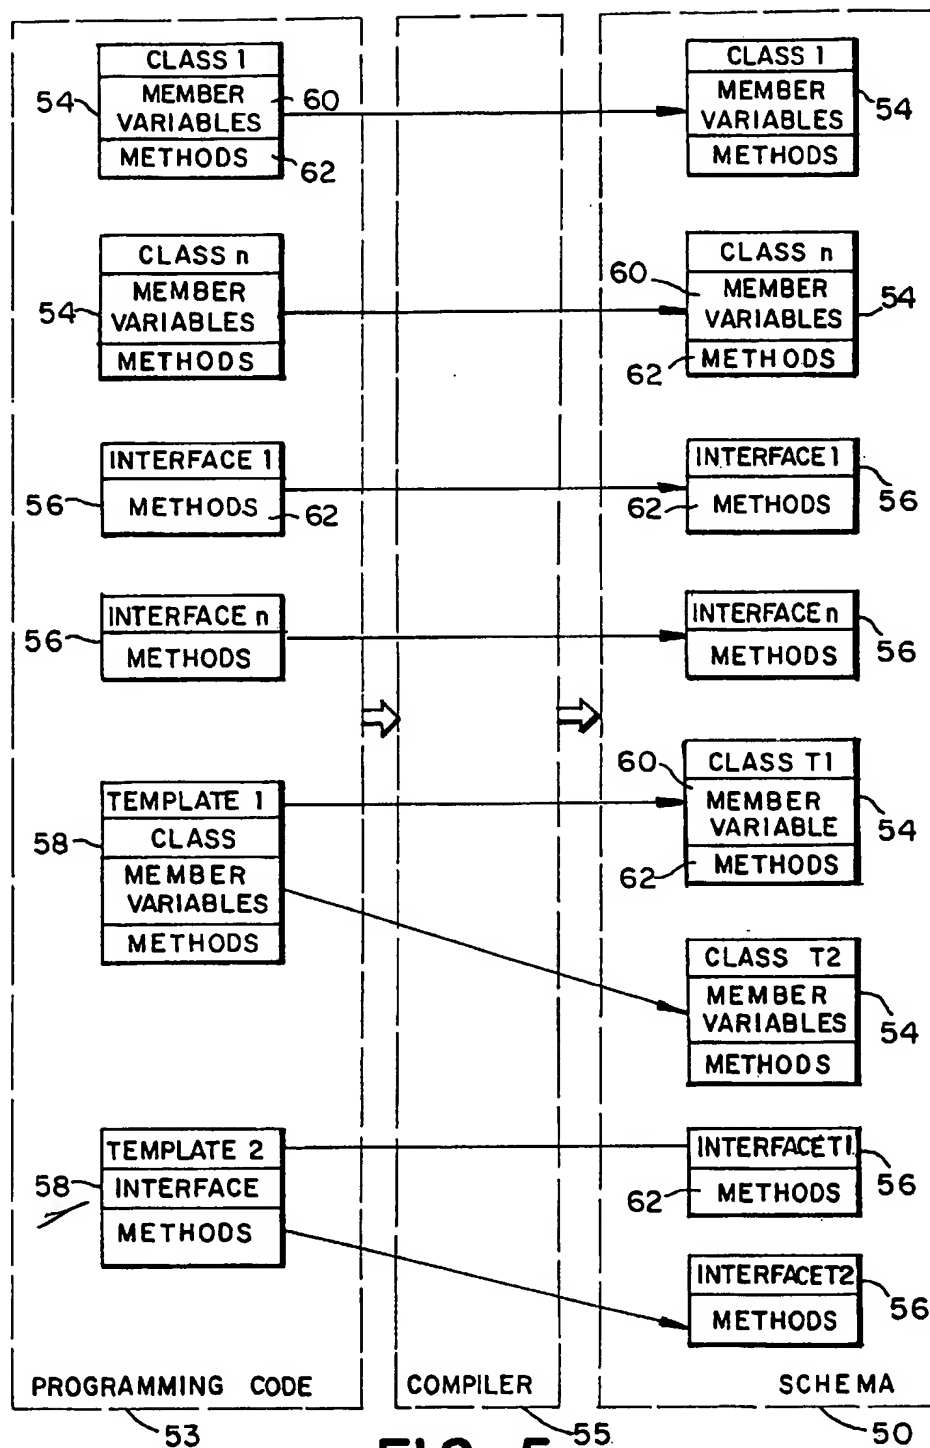 CLASS 1
MEMBER
VARIABLES
METHODS
54
60
62
CLASS 1
MEMBER
VARIABLES
METHODS
54
CLASS n
MEMBER
VARIABLES
METHODS
54
CLASS n
MEMBER
VARIABLES
METHODS
60
54
62
INTERFACE 1
METHODS
56
62
INTERFACE 1
METHODS
62
56
INTERFACE n
METHODS
56
INTERFACE n
METHODS
56
TEMPLATE 1
CLASS
MEMBER
VARIABLES
METHODS
58
CLASS T1
MEMBER
VARIABLE
METHODS
60
54
62
CLASS T2
MEMBER
VARIABLES
METHODS
54
TEMPLATE 2
INTERFACE
METHODS
58
INTERFACET1
METHODS
62
56
INTERFACET2
METHODS
56
PROGRAMMING CODE
COMPILER
SCHEMA
53
55
50